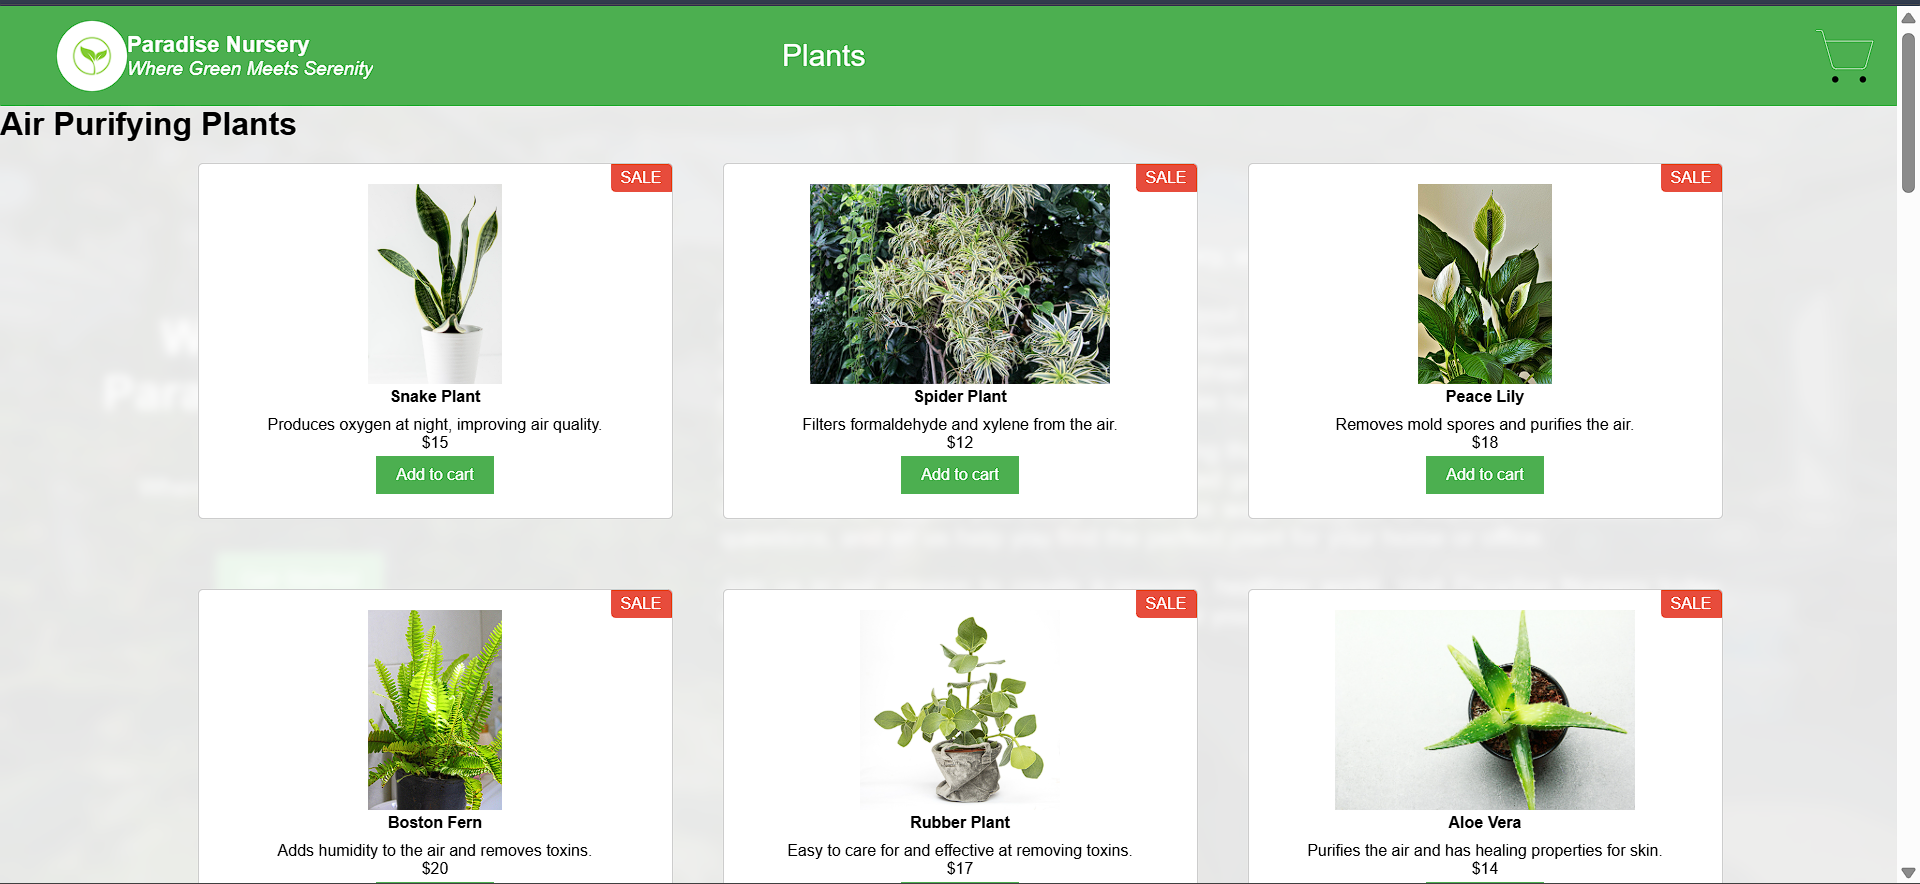 Paradise Nursery
Where Green Meets Serenity
Plants
Air Purifying Plants
SALE
SALE
SALE
Snake Plant
Spider Plant
Peace Lily
Produces oxygen at night, improving air quality.
Filters formaldehyde and xylene from the air.
Removes mold spores and purifies the air.
$15
$12
$18
Add to cart
Add to cart
Add to cart
SALE
SALE
SALE
Boston Fern
Rubber Plant
Aloe Vera
Adds humidity to the air and removes toxins.
Easy to care for and effective at removing toxins.
Purifies the air and has healing properties for skin.
$20
$17
$14